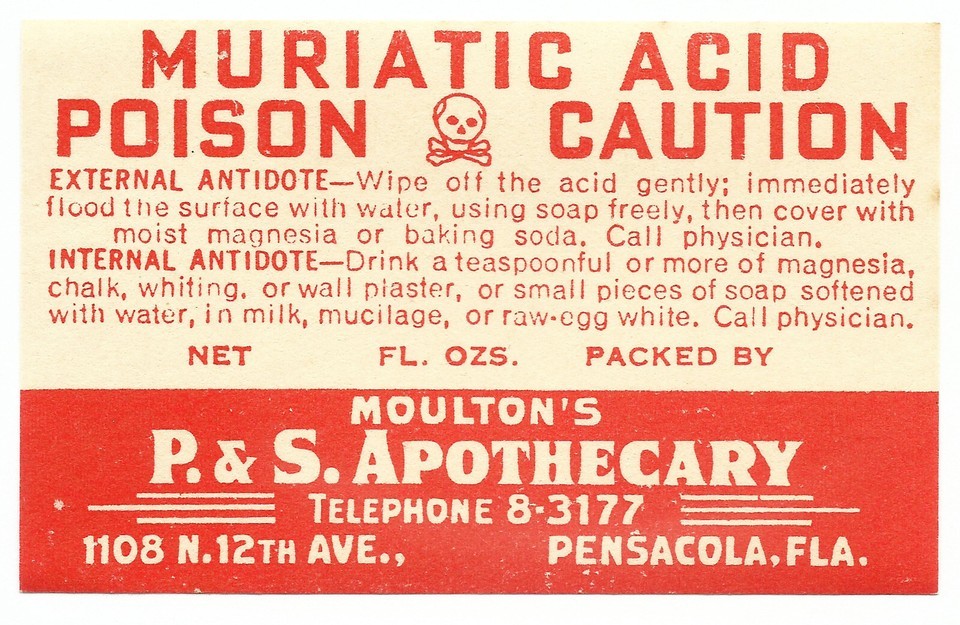 MURIATIC ACID
POISON CAUTION
EXTERNAL ANTIDOTE—Wipe off the acid gently; immediately
flood the surface with water, using soap freely, then cover with
moist magnesia or baking soda. Call physician.
INTERNAL ANTIDOTE—Drink a teaspoonful or more of magnesia,
chalk, whiting, or wall plaster, or small pieces of soap softened
with water, in milk, mucilage, or raw-egg white. Call physician.
NET FL. OZS. PACKED BY
MOULTON'S
P. & S. APOTHECARY
TELEPHONE 8-3177
1108 N. 12TH AVE., PENSACOLA, FLA.